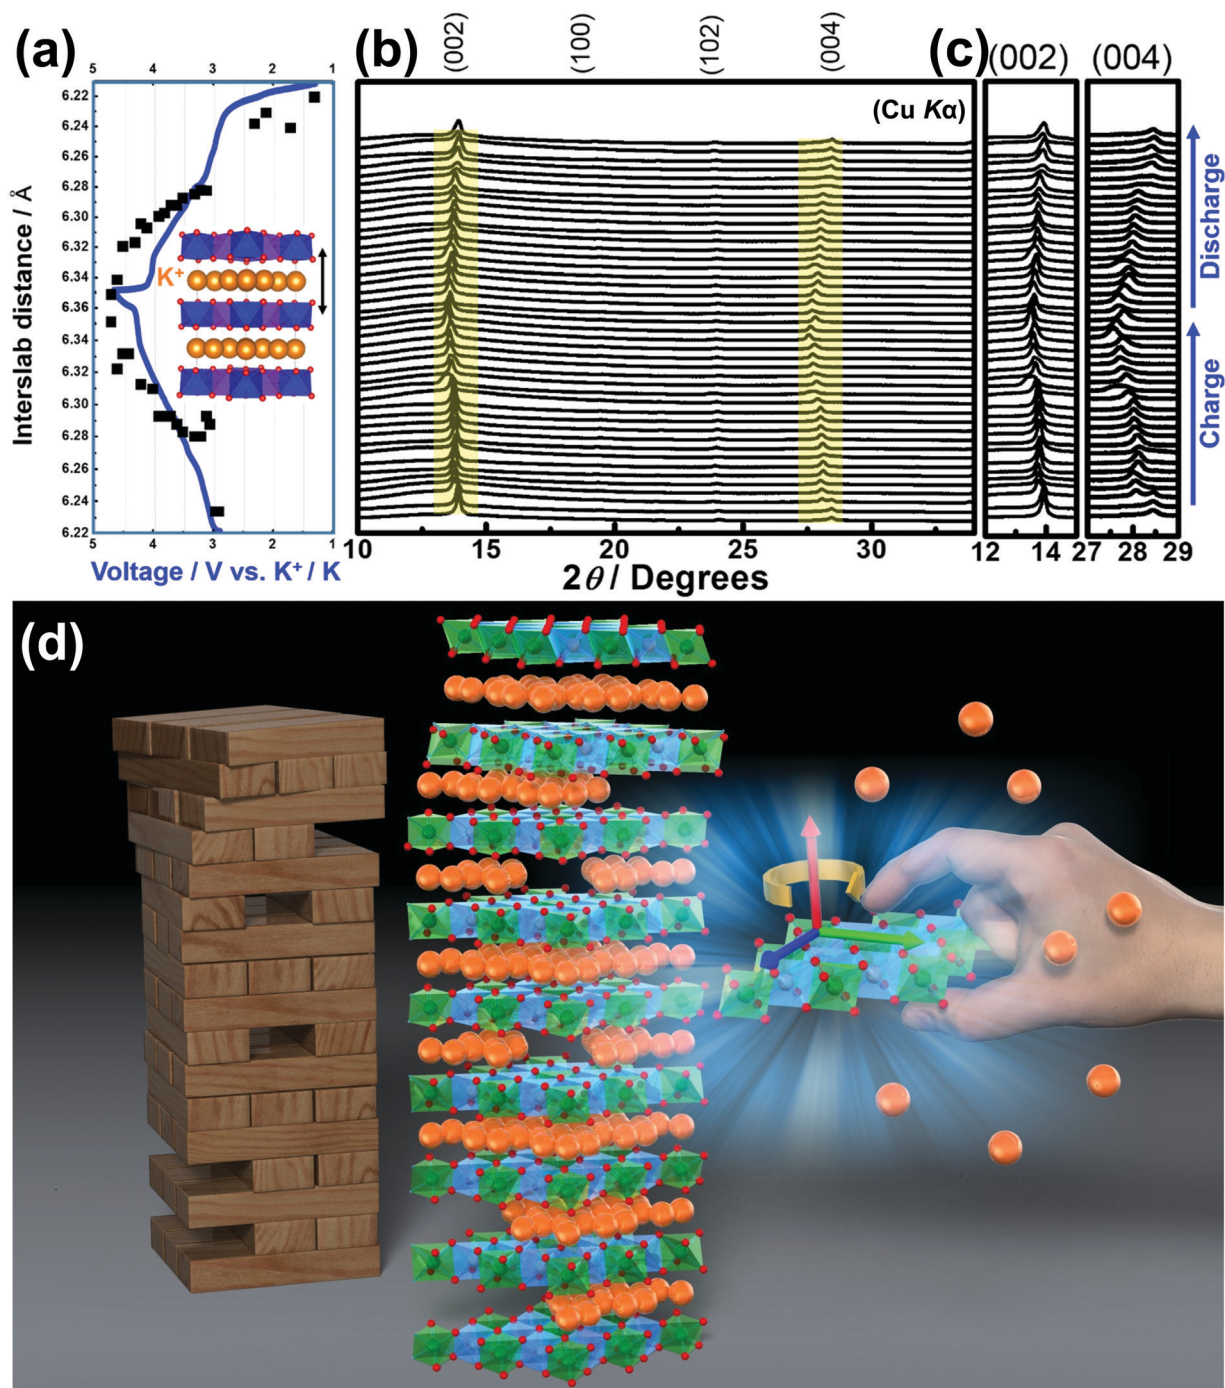 (a)
5 4 3 2 1
6.22
6.24
6.26
6.28
6.30
6.32
6.34
6.36
6.34
6.32
6.30
6.28
6.26
6.24
6.22
Interslab distance / Å
K⁺
5 4 3 2 1
Voltage / V vs. K⁺ / K
(b)
(002)
(100)
(102)
(004)
(Cu Kα)
10 15 20 25 30
2θ / Degrees
(c)
(002)
(004)
12 14 27 28 29
Discharge
Charge
(d)